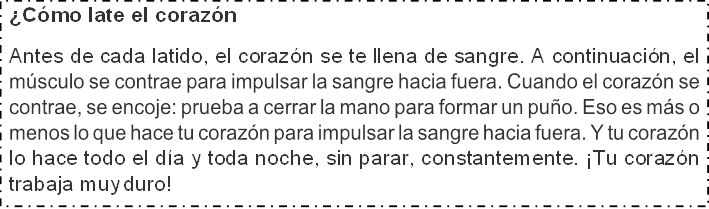 ¿Cómo late el corazón
Antes de cada latido, el corazón se te llena de sangre. A continuación, el
músculo se contrae para impulsar la sangre hacia fuera. Cuando el corazón se
contrae, se encoje: prueba a cerrar la mano para formar un puño. Eso es más o
menos lo que hace tu corazón para impulsar la sangre hacia fuera. Y tu corazón
lo hace todo el día y toda noche, sin parar, constantemente. ¡Tu corazón
trabaja muy duro!